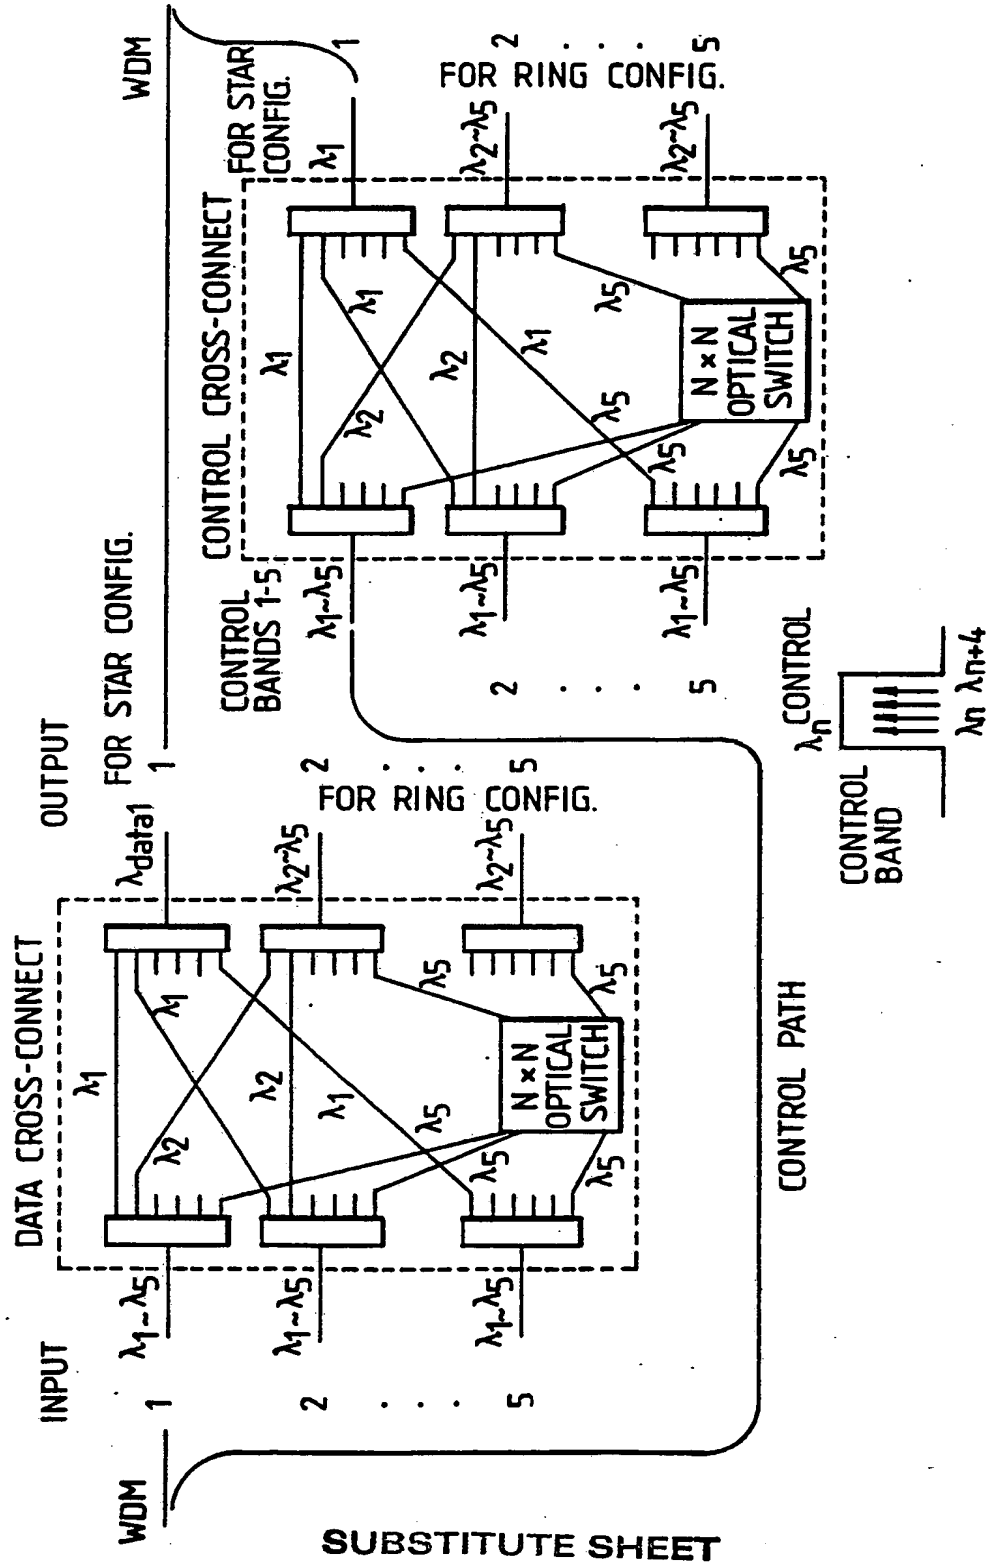 WDM
INPUT
1
2
. . .
5
λ1~λ5
λ1~λ5
λ1~λ5
DATA CROSS-CONNECT
λ1
λ2
λ1
λ2
λ1
λ5
λ5
λ5
λ5
λ5
N × N
OPTICAL
SWITCH
λdata1
λ2~λ5
λ2~λ5
OUTPUT
FOR STAR CONFIG.
1
2
. . .
5
FOR RING CONFIG.
CONTROL PATH
CONTROL
BANDS 1-5
λ1~λ5
λ1~λ5
λ1~λ5
2
. . .
5
CONTROL CROSS-CONNECT
λ1
λ2
λ1
λ2
λ1
λ5
λ5
λ5
λ5
λ5
N × N
OPTICAL
SWITCH
FOR STAR
CONFIG.
λ1
λ2~λ5
λ2~λ5
WDM
1
2
. . .
5
FOR RING CONFIG.
CONTROL
BAND
λn CONTROL
λn λn+4
SUBSTITUTE SHEET